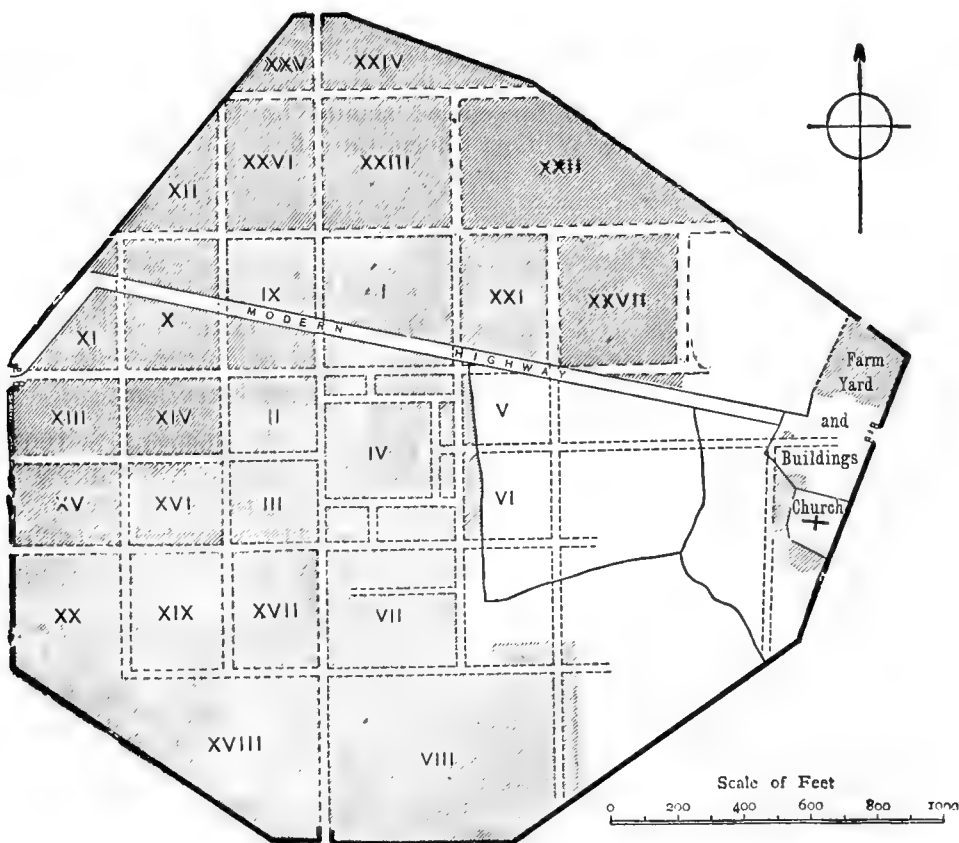 XXV
XXIV
XXVI
XXIII
XXII
XII
IX
I
XXI
XXVII
X
XI
MODERN HIGHWAY
Farm
Yard
and
Buildings
Church
XIII
XIV
II
IV
V
XV
XVI
III
VI
XX
XIX
XVII
VII
XVIII
VIII
Scale of Feet
0 200 400 600 800 1000